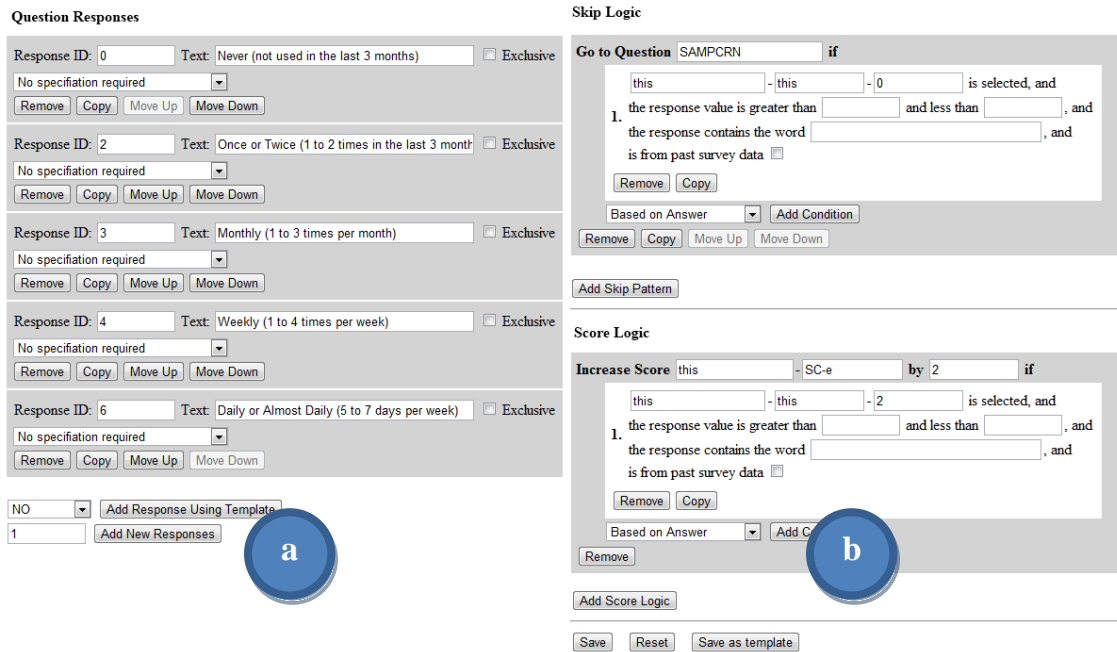 Question Responses
Response ID: 0 Text: Never (not used in the last 3 months) Exclusive
No specifiation required
Remove Copy Move Up Move Down
Response ID: 2 Text: Once or Twice (1 to 2 times in the last 3 month Exclusive
No specifiation required
Remove Copy Move Up Move Down
Response ID: 3 Text: Monthly (1 to 3 times per month) Exclusive
No specifiation required
Remove Copy Move Up Move Down
Response ID: 4 Text: Weekly (1 to 4 times per week) Exclusive
No specifiation required
Remove Copy Move Up Move Down
Response ID: 6 Text: Daily or Almost Daily (5 to 7 days per week) Exclusive
No specifiation required
Remove Copy Move Up Move Down
NO Add Response Using Template
1 Add New Responses
a
Skip Logic
Go to Question SAMPCRN if
this - this - 0 is selected, and
1. the response value is greater than and less than , and
the response contains the word , and
is from past survey data
Remove Copy
Based on Answer Add Condition
Remove Copy Move Up Move Down
Add Skip Pattern
Score Logic
Increase Score this - SC-e by 2 if
this - this - 2 is selected, and
1. the response value is greater than and less than , and
the response contains the word , and
is from past survey data
Remove Copy
Based on Answer Add C
Remove
b
Add Score Logic
Save Reset Save as template